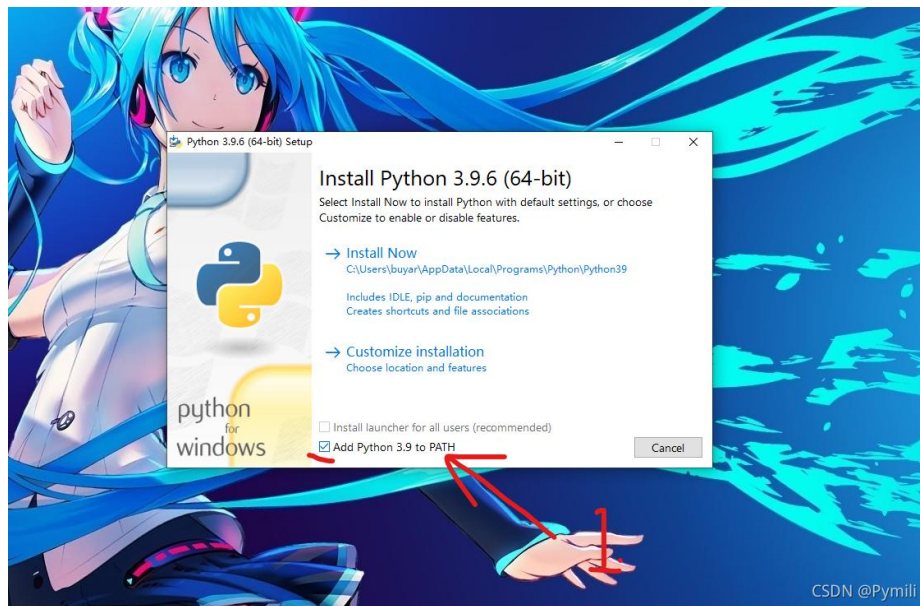 Python 3.9.6 (64-bit) Setup
Install Python 3.9.6 (64-bit)
Select Install Now to install Python with default settings, or choose
Customize to enable or disable features.
Install Now
C:\Users\buyar\AppData\Local\Programs\Python\Python39
Includes IDLE, pip and documentation
Creates shortcuts and file associations
Customize installation
Choose location and features
python
for
windows
Install launcher for all users (recommended)
Add Python 3.9 to PATH
Cancel
1.
CSDN @Pymili